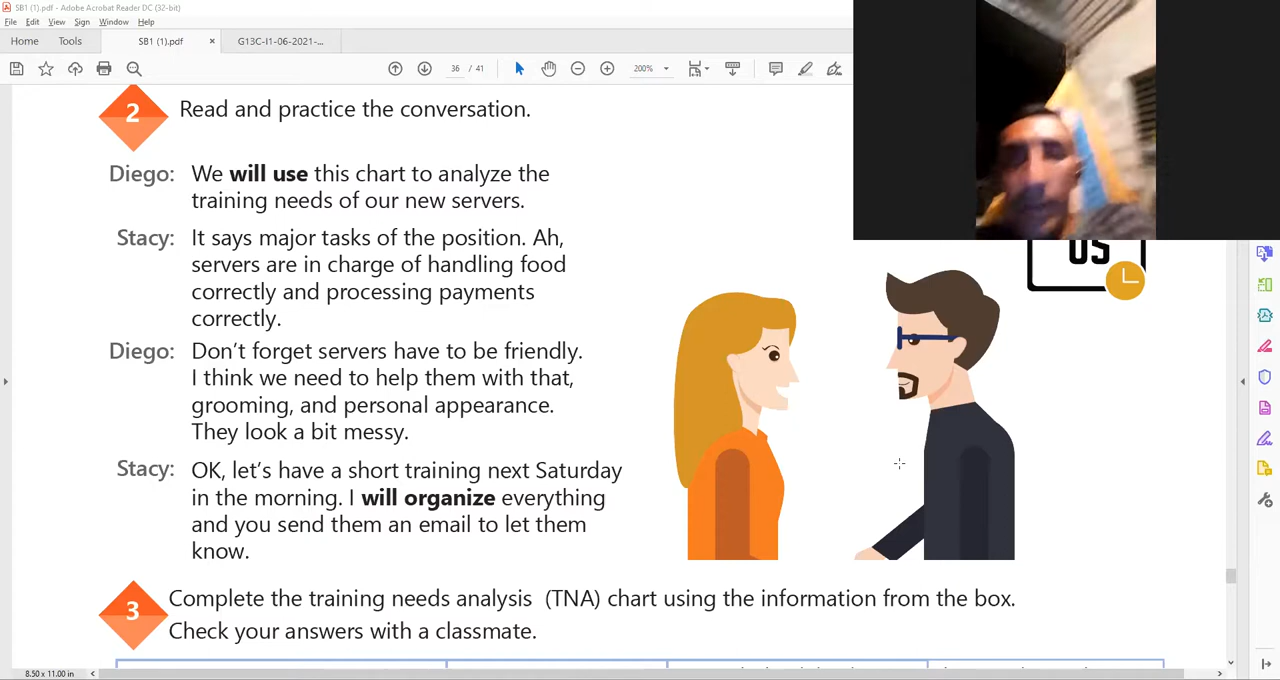 SB1 (1).pdf - Adobe Acrobat Reader DC (32-bit)
File Edit View Sign Window Help
Home Tools SB1 (1).pdf × G13C-I1-06-2021-...
36 / 41 200%
2 Read and practice the conversation.
Diego: We will use this chart to analyze the
training needs of our new servers.
Stacy: It says major tasks of the position. Ah,
servers are in charge of handling food
correctly and processing payments
correctly.
Diego: Don't forget servers have to be friendly.
I think we need to help them with that,
grooming, and personal appearance.
They look a bit messy.
Stacy: OK, let's have a short training next Saturday
in the morning. I will organize everything
and you send them an email to let them
know.
US
3 Complete the training needs analysis (TNA) chart using the information from the box.
Check your answers with a classmate.
8.50 x 11.00 in